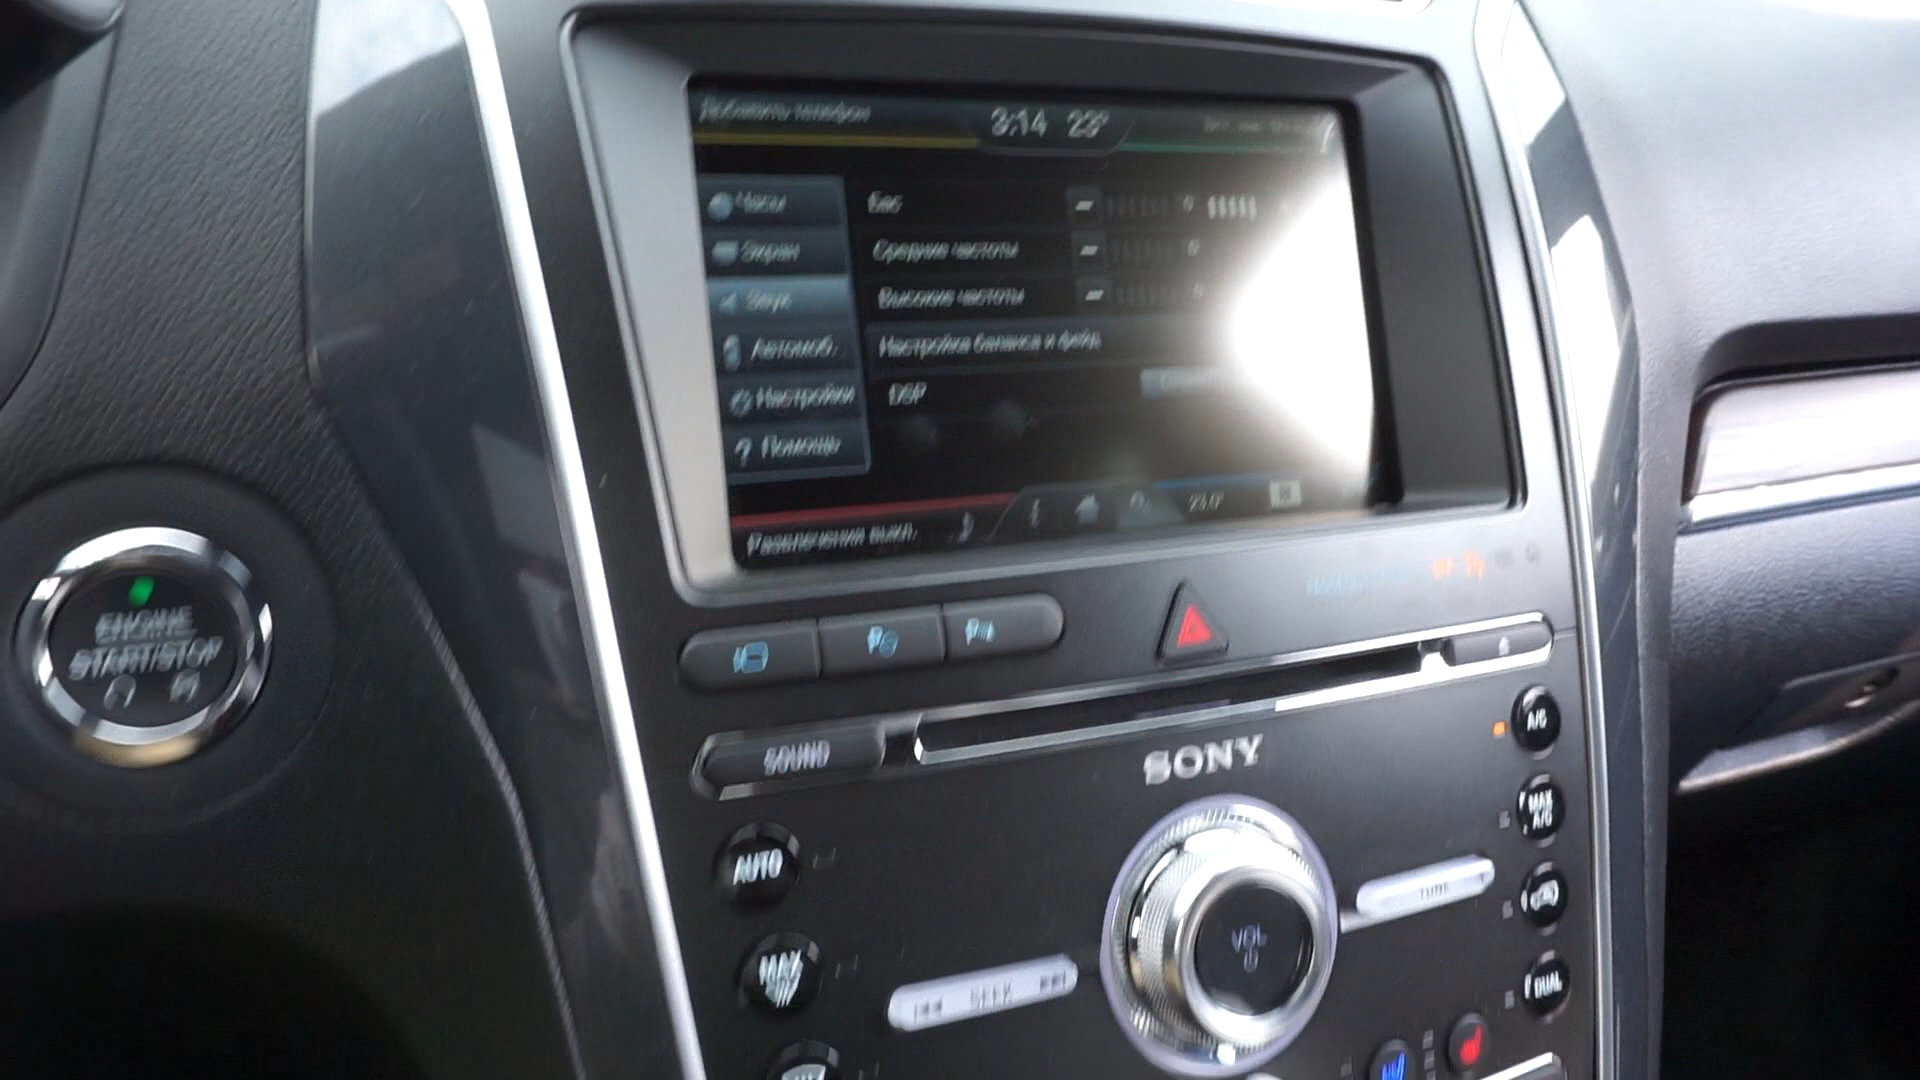 Добавить телефон
3:14 23°
Часы
Бас
Экран
Средние частоты
Звук
Высокие частоты
Автомоб.
Настройка баланса и фейд.
Настройки
DSP
? Помощь
23.0°
Развлечения выкл.
ENGINE
START/STOP
SOUND
SONY
A/C
MAX
A/C
AUTO
TUNE
VOL
MAX
SEEK
DUAL